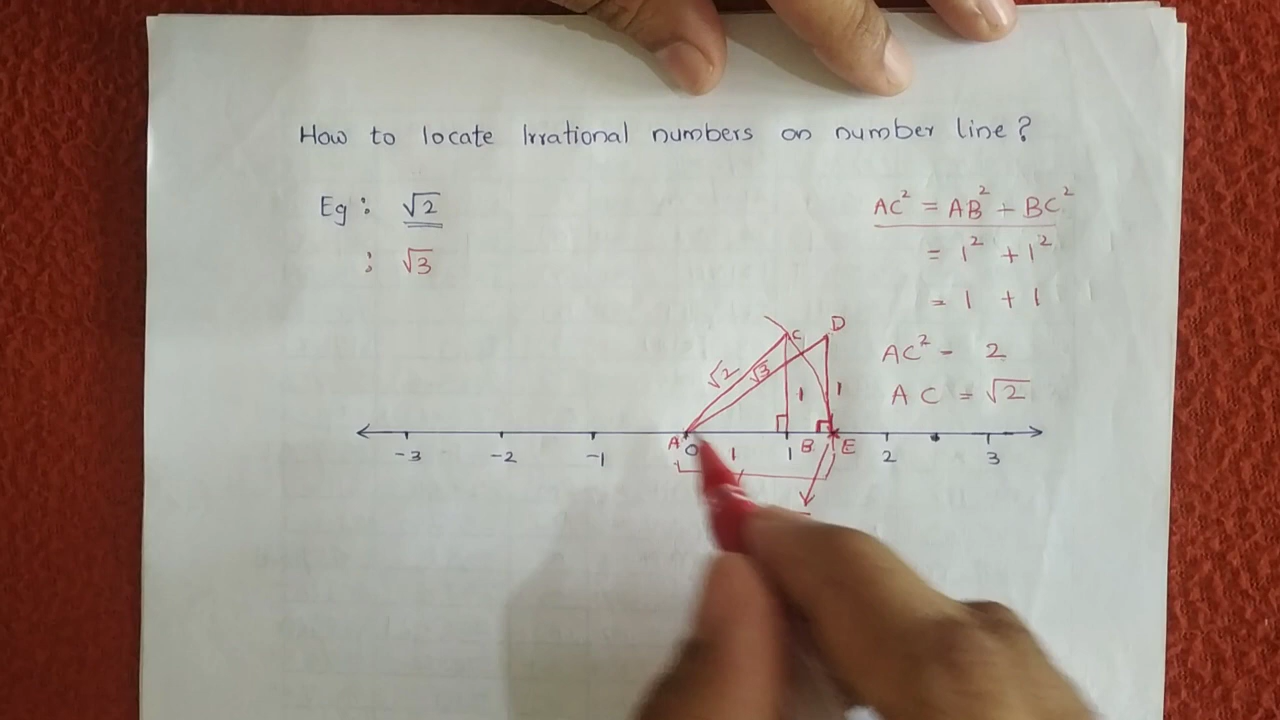 How to locate Irrational numbers on number line?
Eg : √2
: √3
AC² = AB² + BC²
= 1² + 1²
= 1 + 1
AC² - 2
AC = √2
C D
√2 √3 1 1
A B E
-3 -2 -1 0 1 1 2 3